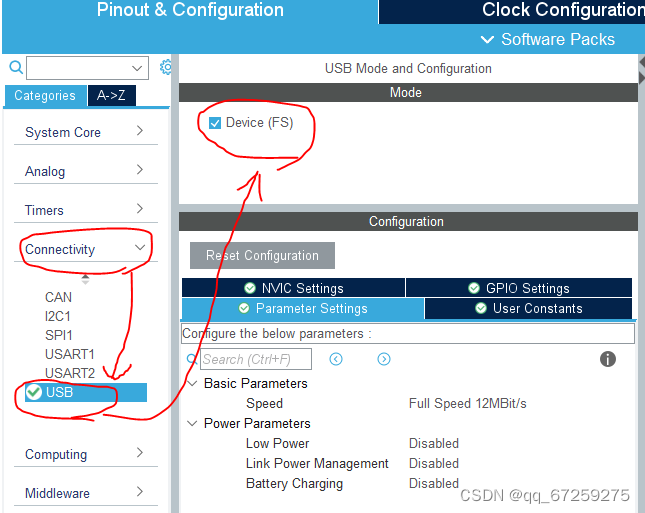 Pinout & Configuration
Clock Configuration
Software Packs
Categories
A->Z
System Core
Analog
Timers
Connectivity
CAN
I2C1
SPI1
USART1
USART2
USB
Computing
Middleware
USB Mode and Configuration
Mode
Device (FS)
Configuration
Reset Configuration
NVIC Settings
GPIO Settings
Parameter Settings
User Constants
Configure the below parameters :
Search (Ctrl+F)
Basic Parameters
Speed Full Speed 12MBit/s
Power Parameters
Low Power Disabled
Link Power Management Disabled
Battery Charging Disabled
CSDN @qq_67259275